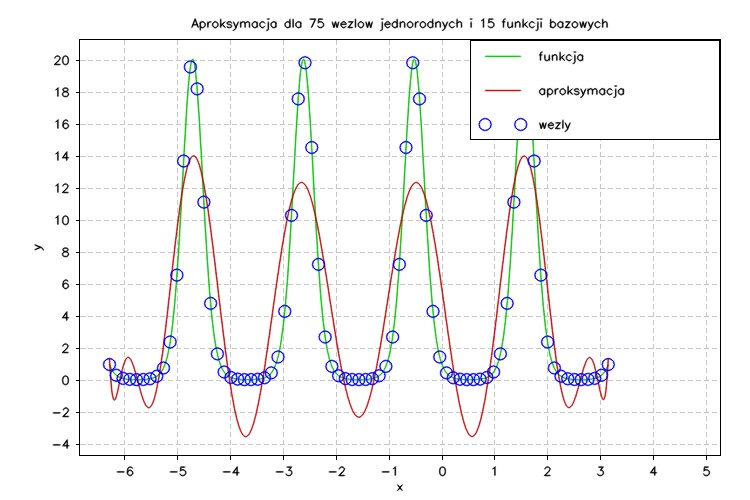 Aproksymacja dla 75 wezlow jednorodnych i 15 funkcji bazowych
funkcja
aproksymacja
wezly
20
18
16
14
12
10
8
6
4
2
0
−2
−4
y
−6 −5 −4 −3 −2 −1 0 1 2 3 4 5
x